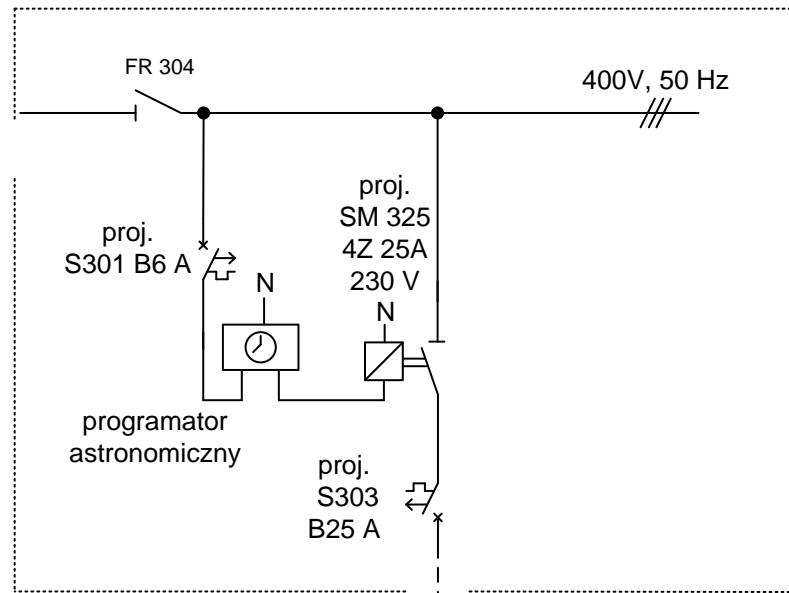 FR 304
400V, 50 Hz
proj.
SM 325
4Z 25A
230 V
N
proj.
S301 B6 A
N
programator
astronomiczny
proj.
S303
B25 A